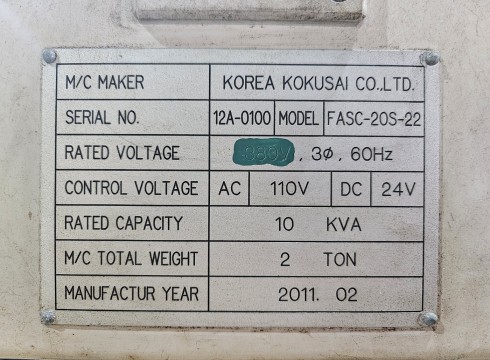 M/C MAKER KOREA KOKUSAI CO.,LTD.
SERIAL NO. 12A-0100 MODEL FASC-20S-22
RATED VOLTAGE , 3ϕ, 60Hz
CONTROL VOLTAGE AC 110V DC 24V
RATED CAPACITY 10 KVA
M/C TOTAL WEIGHT 2 TON
MANUFACTUR YEAR 2011. 02